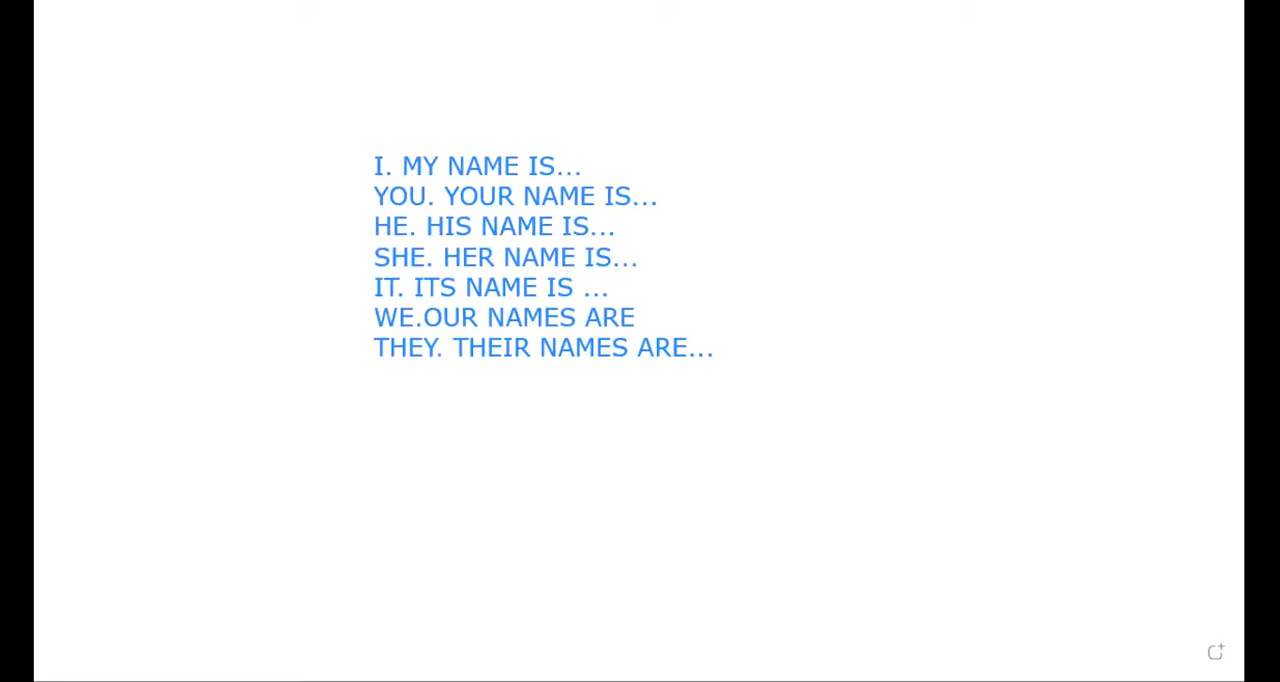 I. MY NAME IS...
YOU. YOUR NAME IS...
HE. HIS NAME IS...
SHE. HER NAME IS...
IT. ITS NAME IS ...
WE.OUR NAMES ARE
THEY. THEIR NAMES ARE...